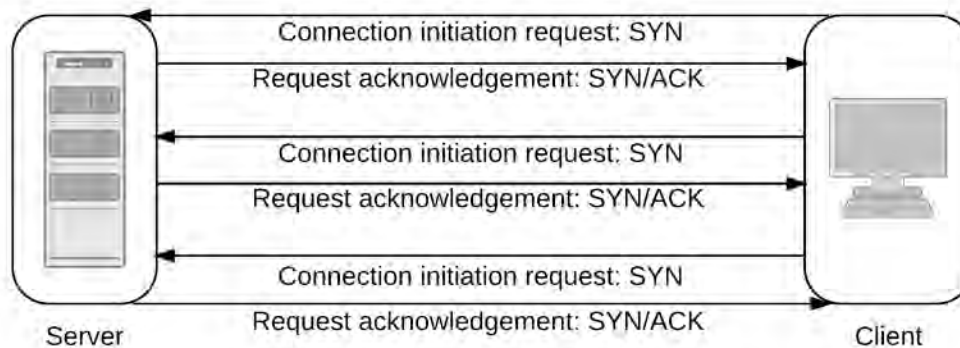 Connection initiation request: SYN
Request acknowledgement: SYN/ACK
Connection initiation request: SYN
Request acknowledgement: SYN/ACK
Connection initiation request: SYN
Request acknowledgement: SYN/ACK
Server
Client